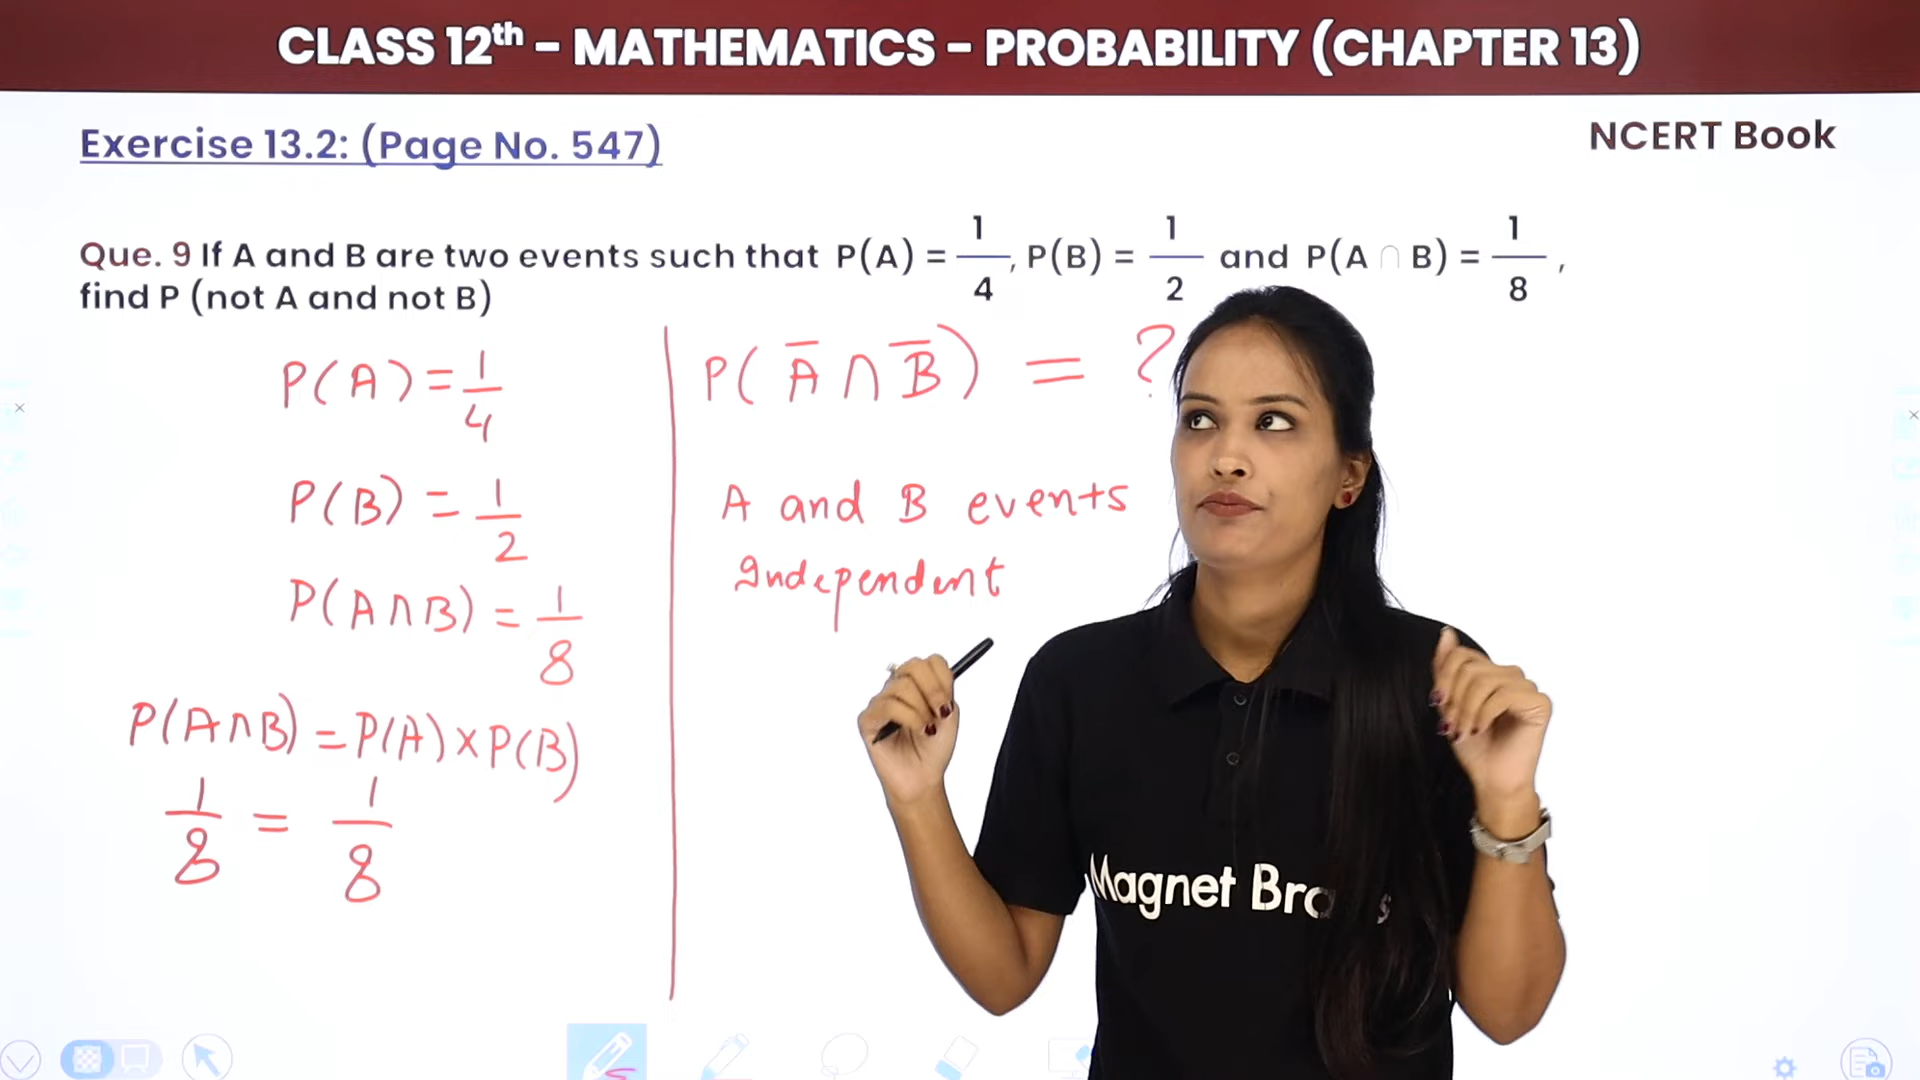 CLASS 12th – MATHEMATICS – PROBABILITY (CHAPTER 13)
Exercise 13.2: (Page No. 547)
NCERT Book
Que. 9 If A and B are two events such that P(A) = 1/4, P(B) = 1/2 and P(A ∩ B) = 1/8,
find P (not A and not B)
P(A) = 1/4
P(B) = 1/2
P(A∩B) = 1/8
P(A∩B) = P(A) × P(B)
1/8 = 1/8
P(A̅ ∩ B̅) = ?
A and B events
Independent
Magnet